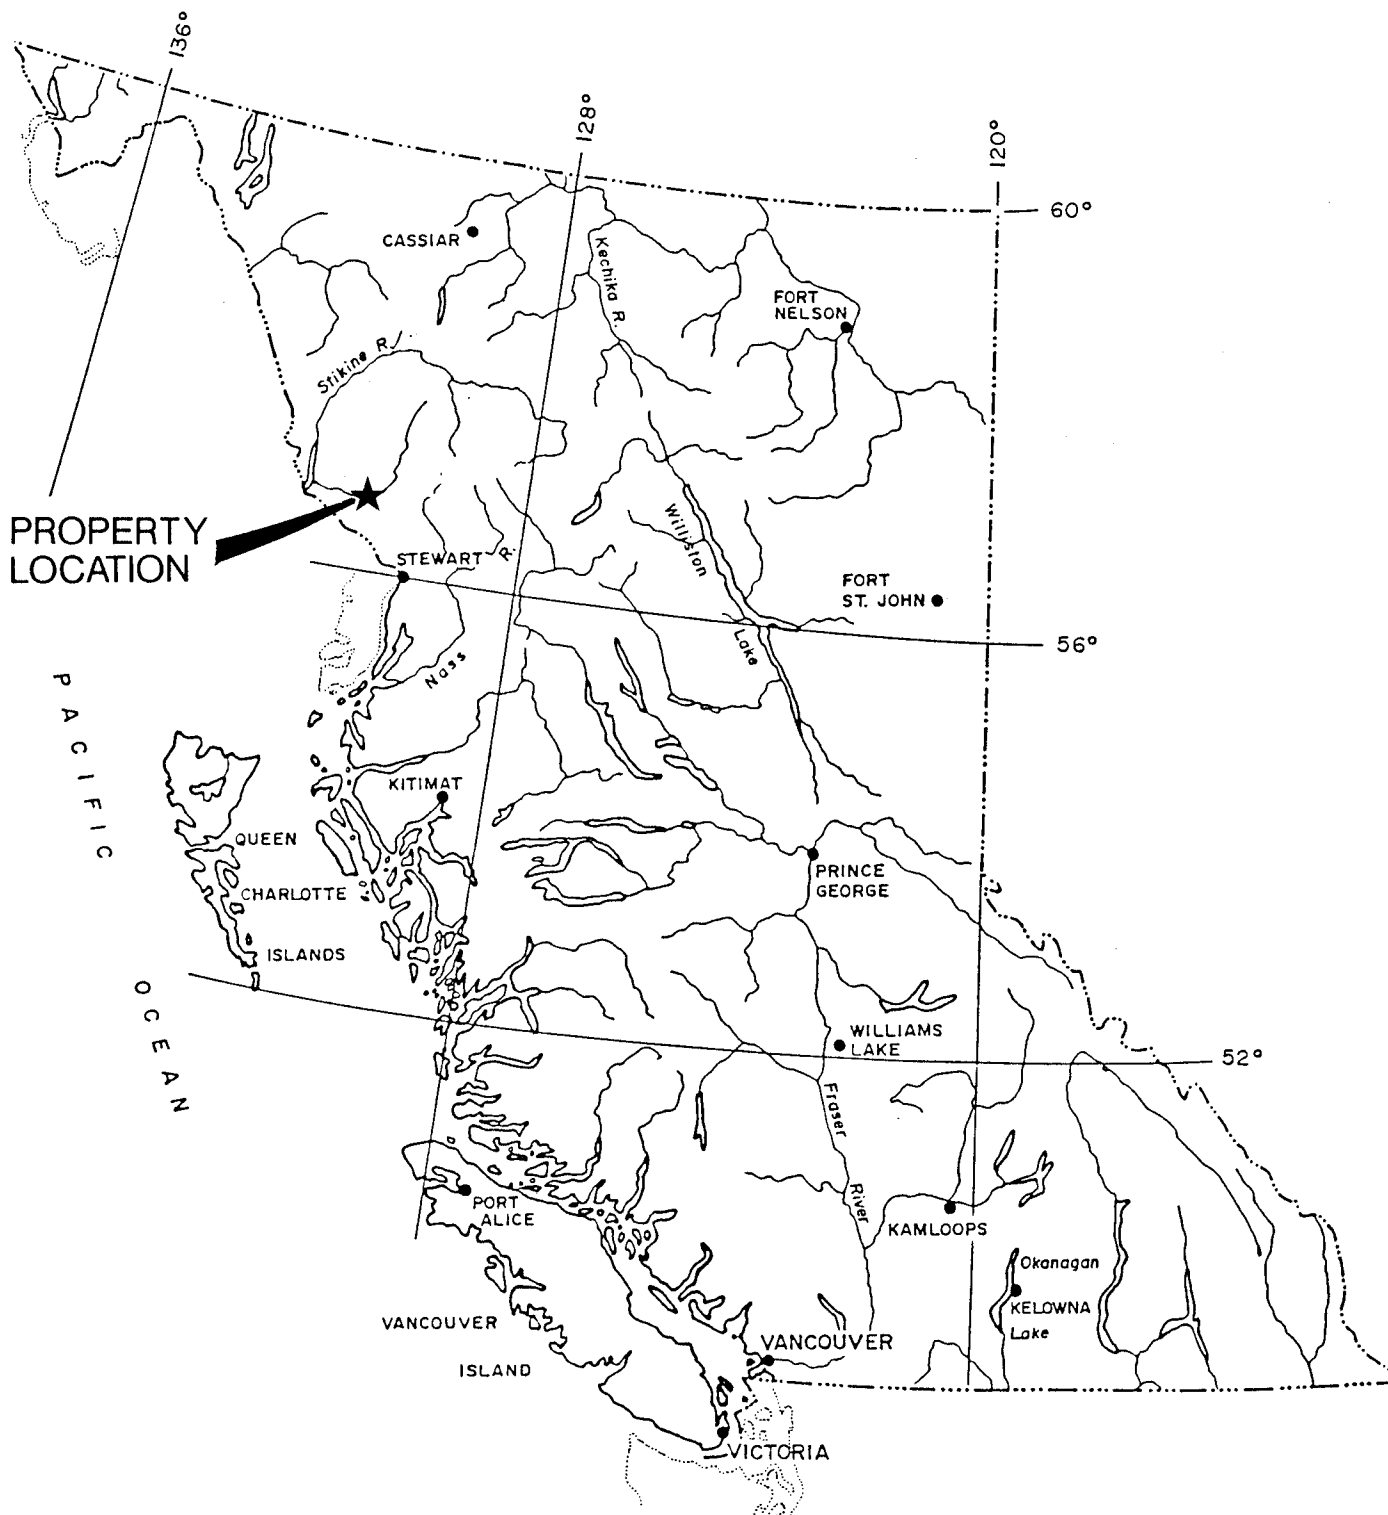 136°
128°
120°
60°
CASSIAR
Kechika R.
FORT
NELSON
Stikine R.
PROPERTY
LOCATION
STEWART
R.
Williston
FORT
ST. JOHN
56°
Lake
Nass
PACIFIC
KITIMAT
QUEEN
CHARLOTTE
ISLANDS
PRINCE
GEORGE
OCEAN
WILLIAMS
LAKE
52°
Fraser
River
PORT
ALICE
KAMLOOPS
Okanagan
KELOWNA
Lake
VANCOUVER
ISLAND
VANCOUVER
VICTORIA